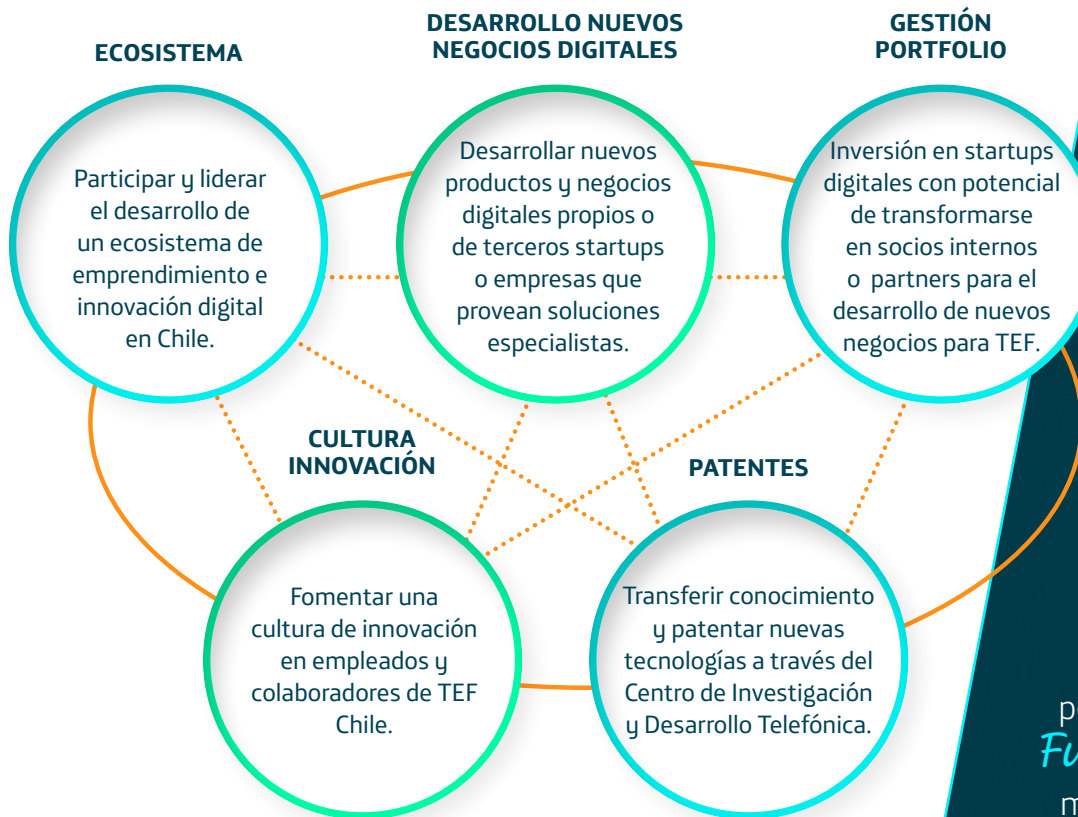 ECOSISTEMA
Participar y liderar
el desarrollo de
un ecosistema de
emprendimiento e
innovación digital
en Chile.
DESARROLLO NUEVOS
NEGOCIOS DIGITALES
Desarrollar nuevos
productos y negocios
digitales propios o
de terceros startups
o empresas que
provean soluciones
especialistas.
GESTIÓN
PORTFOLIO
Inversión en startups
digitales con potencial
de transformarse
en socios internos
o partners para el
desarrollo de nuevos
negocios para TEF.
CULTURA
INNOVACIÓN
Fomentar una
cultura de innovación
en empleados y
colaboradores de TEF
Chile.
PATENTES
Transferir conocimiento
y patentar nuevas
tecnologías a través del
Centro de Investigación
y Desarrollo Telefónica.